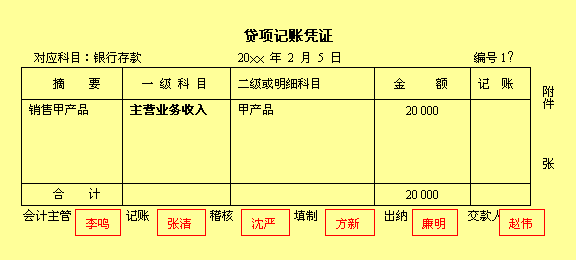 贷项记账凭证
对应科目：银行存款 20xx 年 2 月 5 日 编号 1?
摘 要 一 级 科 目 二级或明细科目 金 额 记 账
销售甲产品 主营业务收入 甲产品 20 000
附件
张
合 计 20 000
会计主管 李鸣 记账 张清 稽核 沈严 填制 方新 出纳 廉明 交款人 赵伟